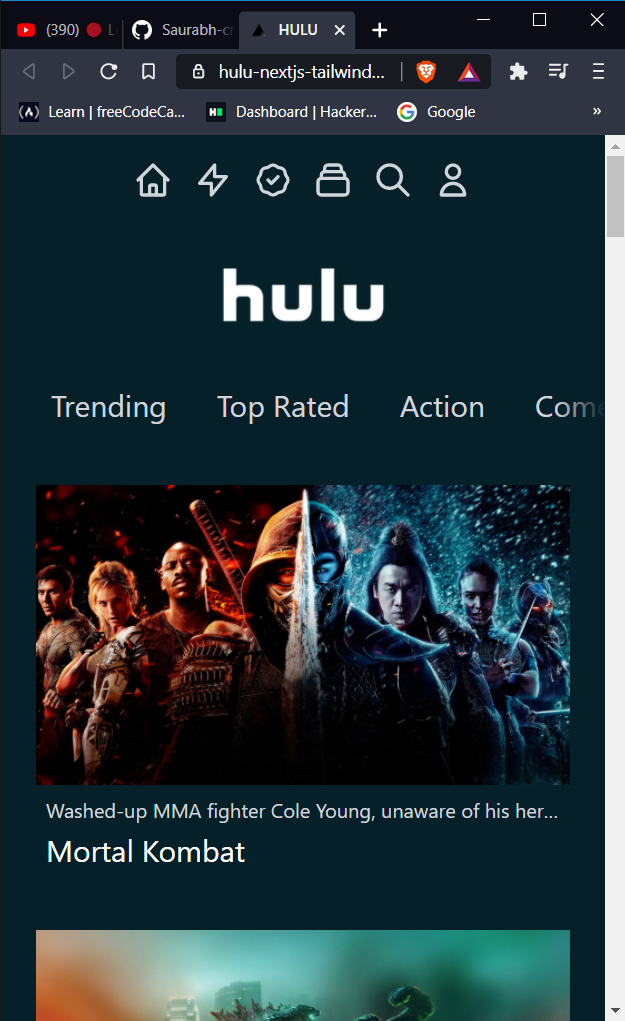 (390)
Saurabh-cr
HULU
hulu-nextjs-tailwind...
Learn | freeCodeCa...
Dashboard | Hacker...
Google
»
hulu
Trending
Top Rated
Action
Come
Washed-up MMA fighter Cole Young, unaware of his her...
Mortal Kombat